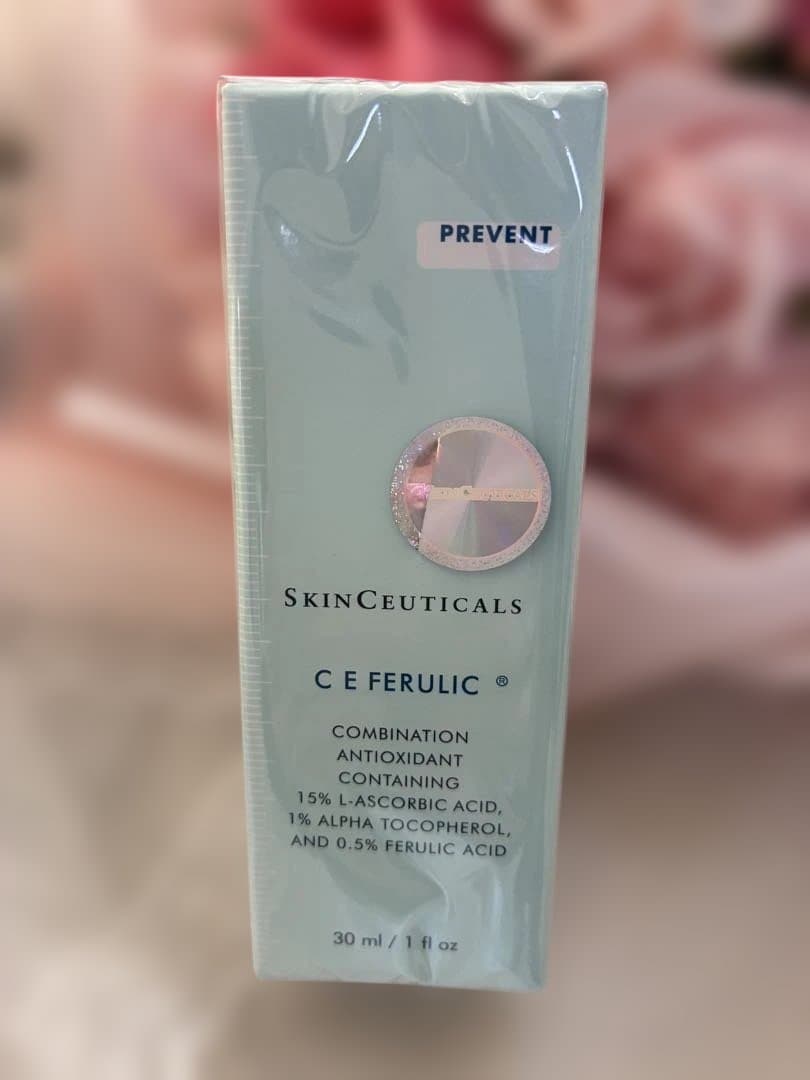 PREVENT
SKINCEUTICALS
C E FERULIC ®
COMBINATION
ANTIOXIDANT
CONTAINING
15% L-ASCORBIC ACID,
1% ALPHA TOCOPHEROL,
AND 0.5% FERULIC ACID
30 ml / 1 fl oz